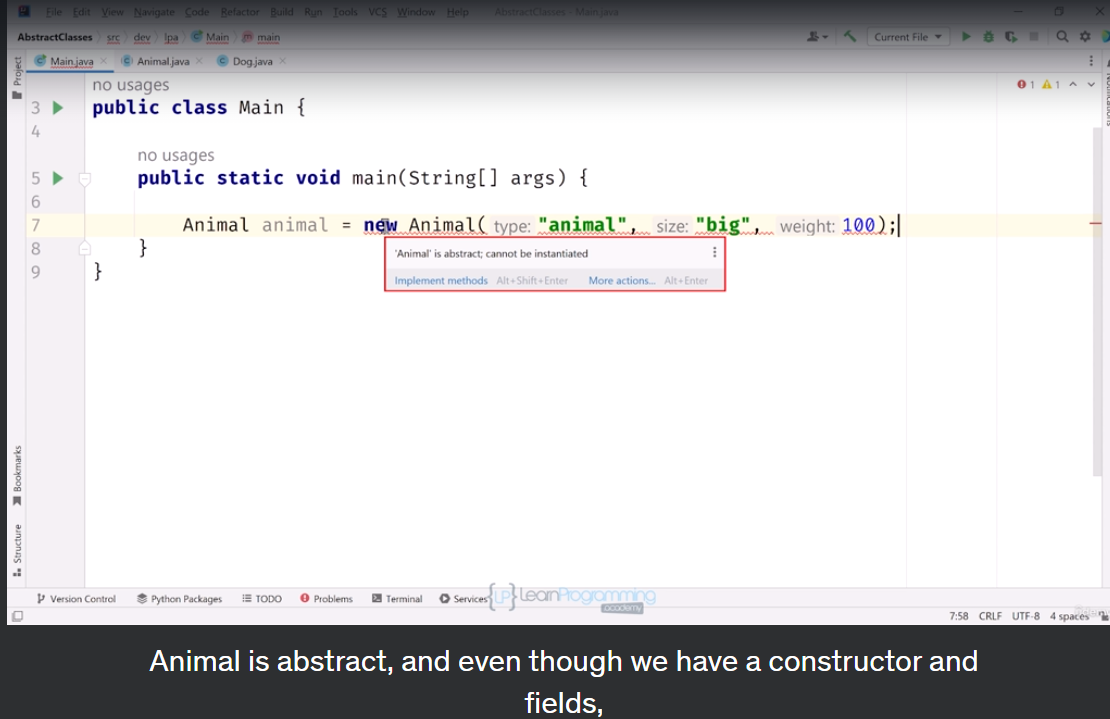 File Edit View Navigate Code Refactor Build Run Tools VCS Window Help AbstractClasses - Main.java
AbstractClasses src dev lpa Main main Current File
Main.java Animal.java Dog.java
Project
Notifications
no usages 1 1
3 public class Main {
4
no usages
5 public static void main(String[] args) {
6
7 Animal animal = new Animal( type: "animal", size: "big", weight: 100);
8 }
'Animal' is abstract; cannot be instantiated
9 }
Implement methods Alt+Shift+Enter More actions... Alt+Enter
Bookmarks
Structure
Version Control Python Packages TODO Problems Terminal Services
{LP} LearnProgramming
academy
7:58 CRLF UTF-8 4 spaces
Animal is abstract, and even though we have a constructor and
fields,